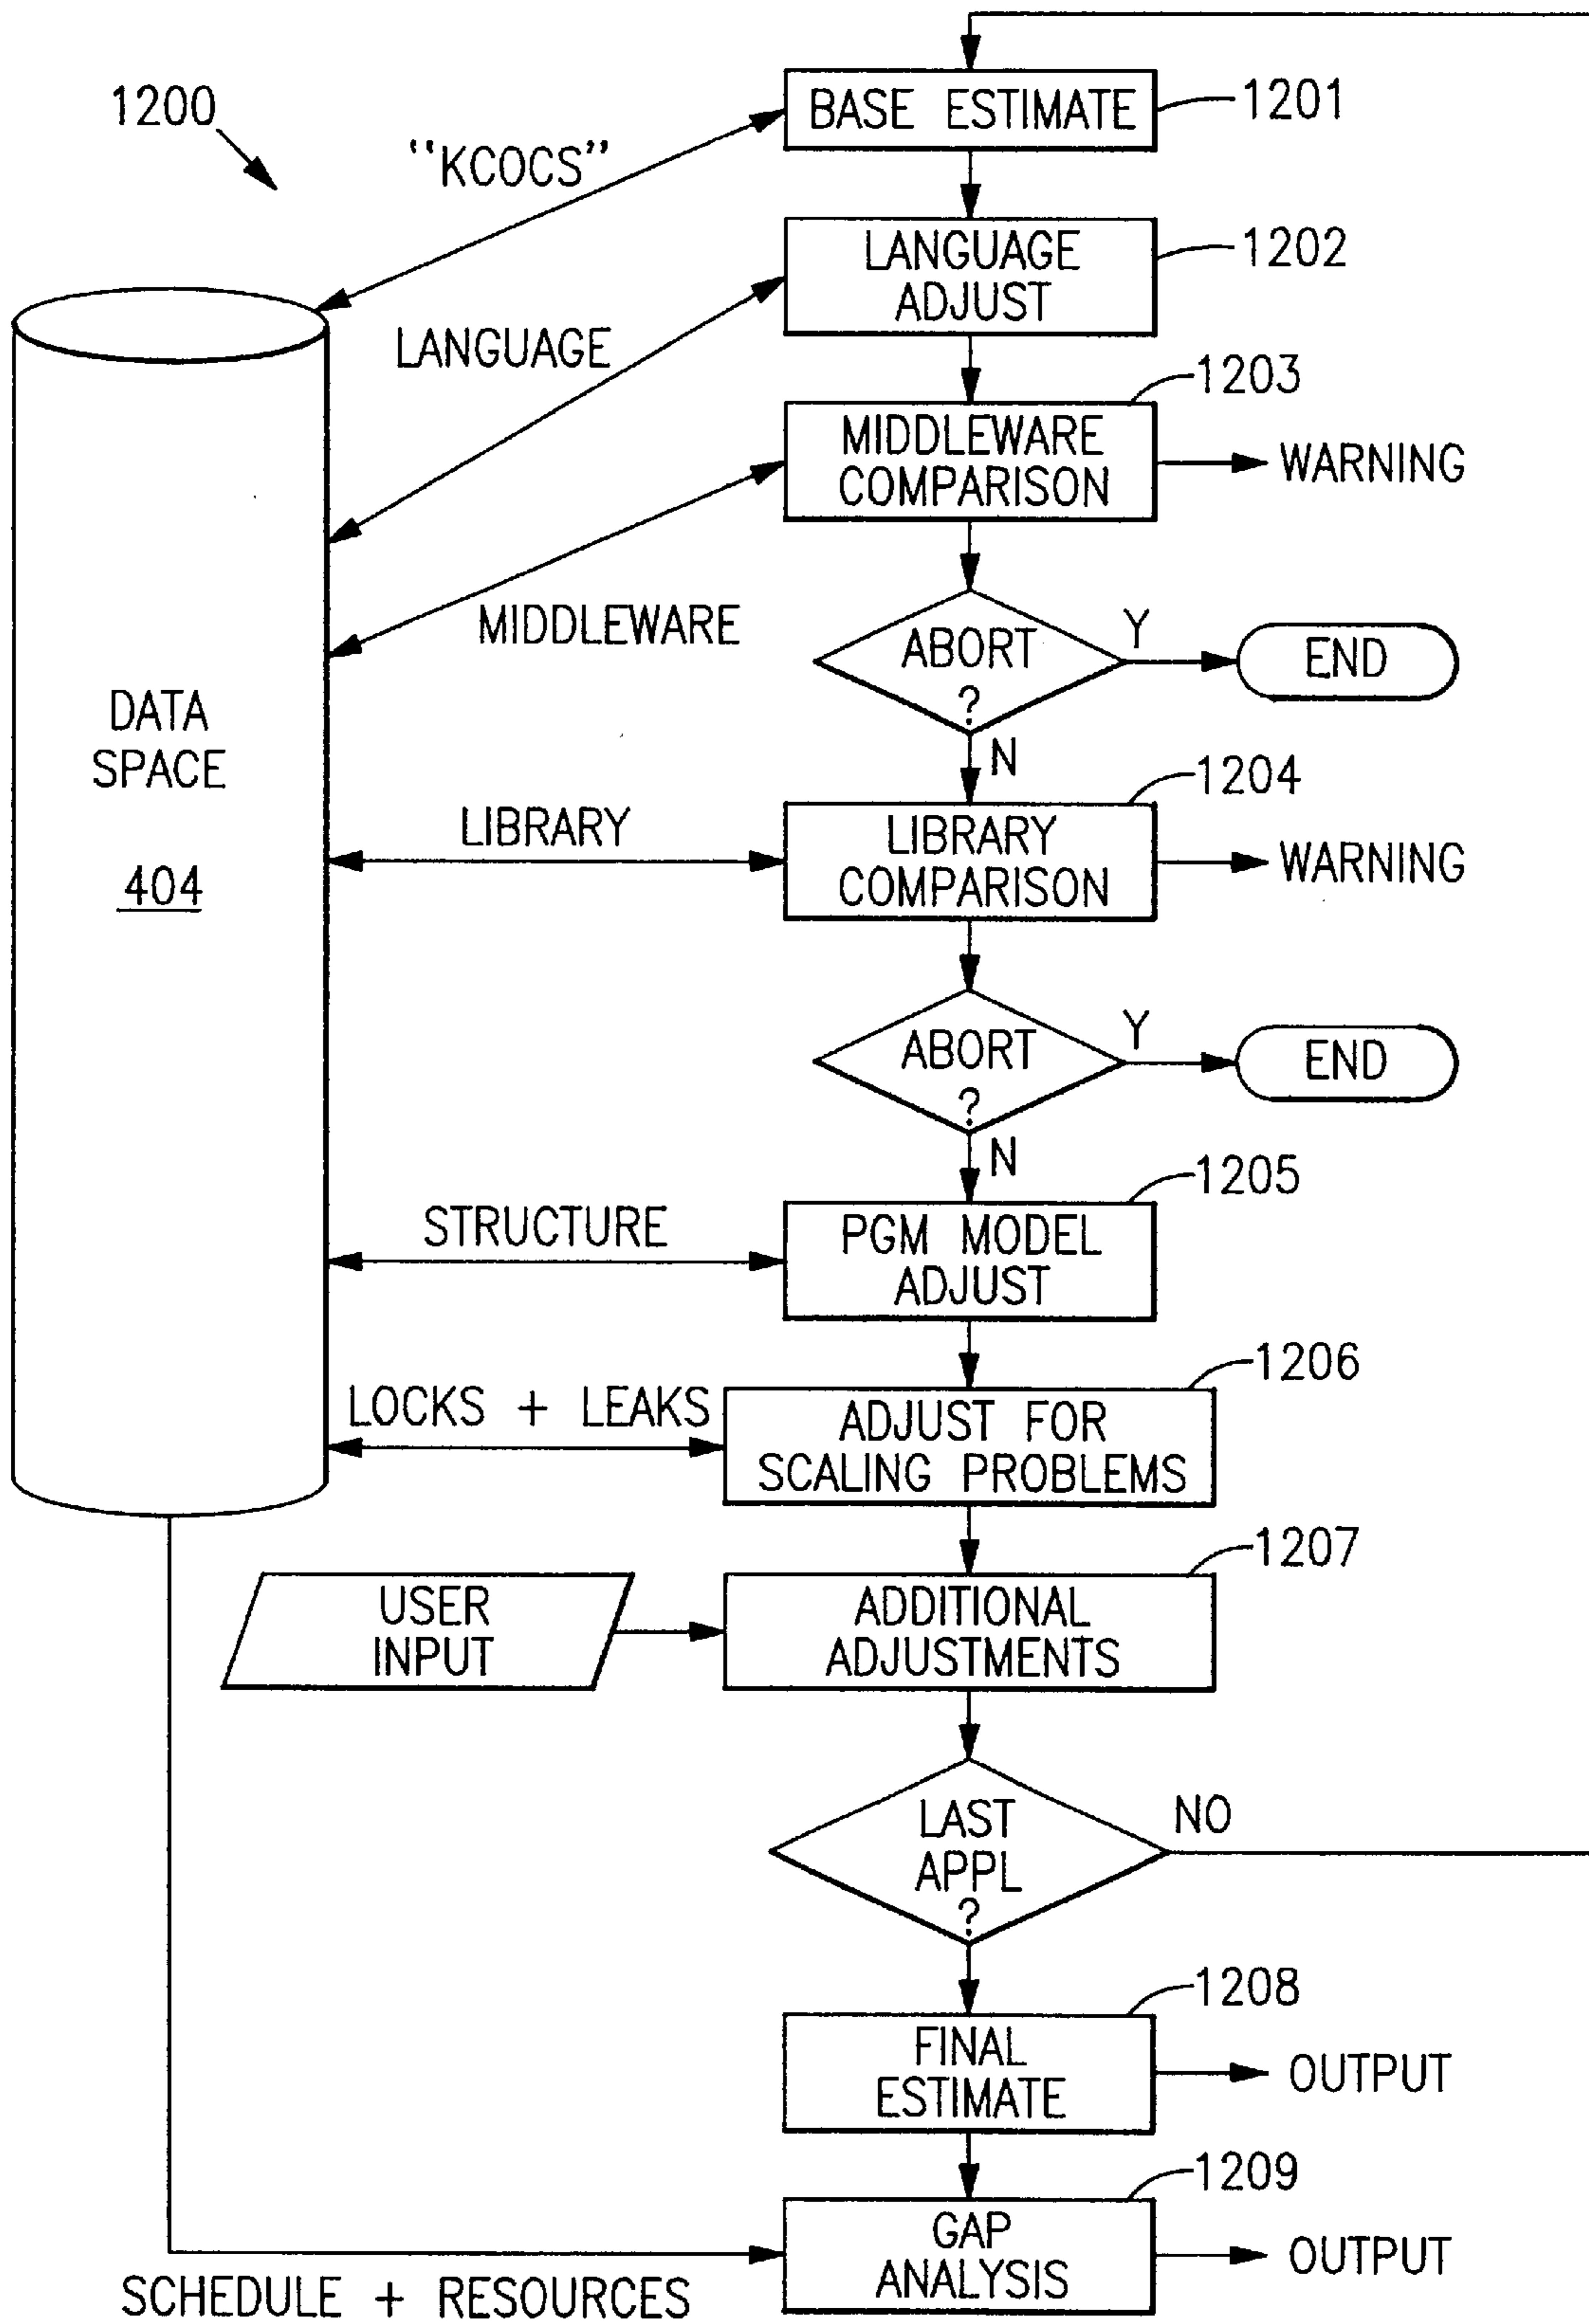 1200
"KCOCS"
BASE ESTIMATE
1201
LANGUAGE
ADJUST
1202
LANGUAGE
1203
MIDDLEWARE
COMPARISON
WARNING
MIDDLEWARE
ABORT
?
Y
END
N
DATA
SPACE
404
1204
LIBRARY
LIBRARY
COMPARISON
WARNING
ABORT
?
Y
END
N
1205
STRUCTURE
PGM MODEL
ADJUST
1206
LOCKS + LEAKS
ADJUST FOR
SCALING PROBLEMS
1207
USER
INPUT
ADDITIONAL
ADJUSTMENTS
LAST
APPL
?
NO
1208
FINAL
ESTIMATE
OUTPUT
1209
GAP
ANALYSIS
OUTPUT
SCHEDULE + RESOURCES